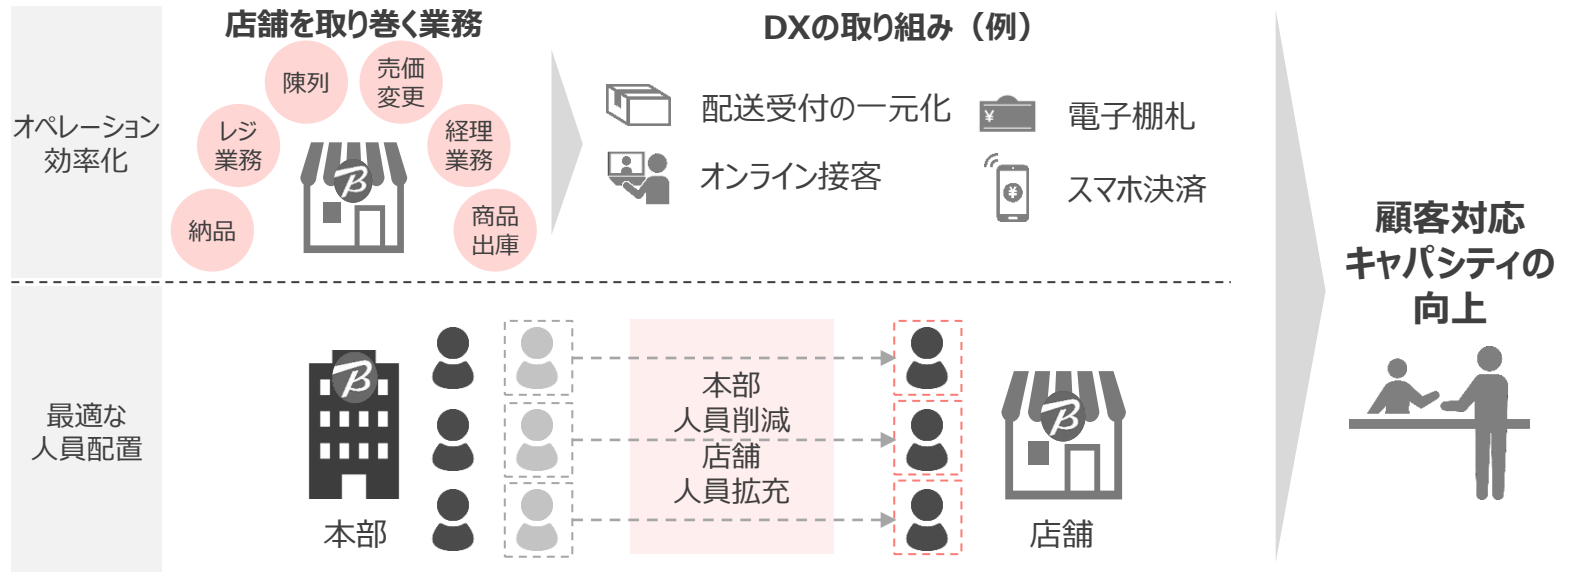 店舗を取り巻く業務
DXの取り組み（例）
オペレーション
効率化
陳列
売価
変更
レジ
業務
経理
業務
納品
商品
出庫
配送受付の一元化
¥
電子棚札
オンライン接客
¥
スマホ決済
顧客対応
キャパシティの
向上
最適な
人員配置
B
本部
本部
人員削減
店舗
人員拡充
B
店舗
B